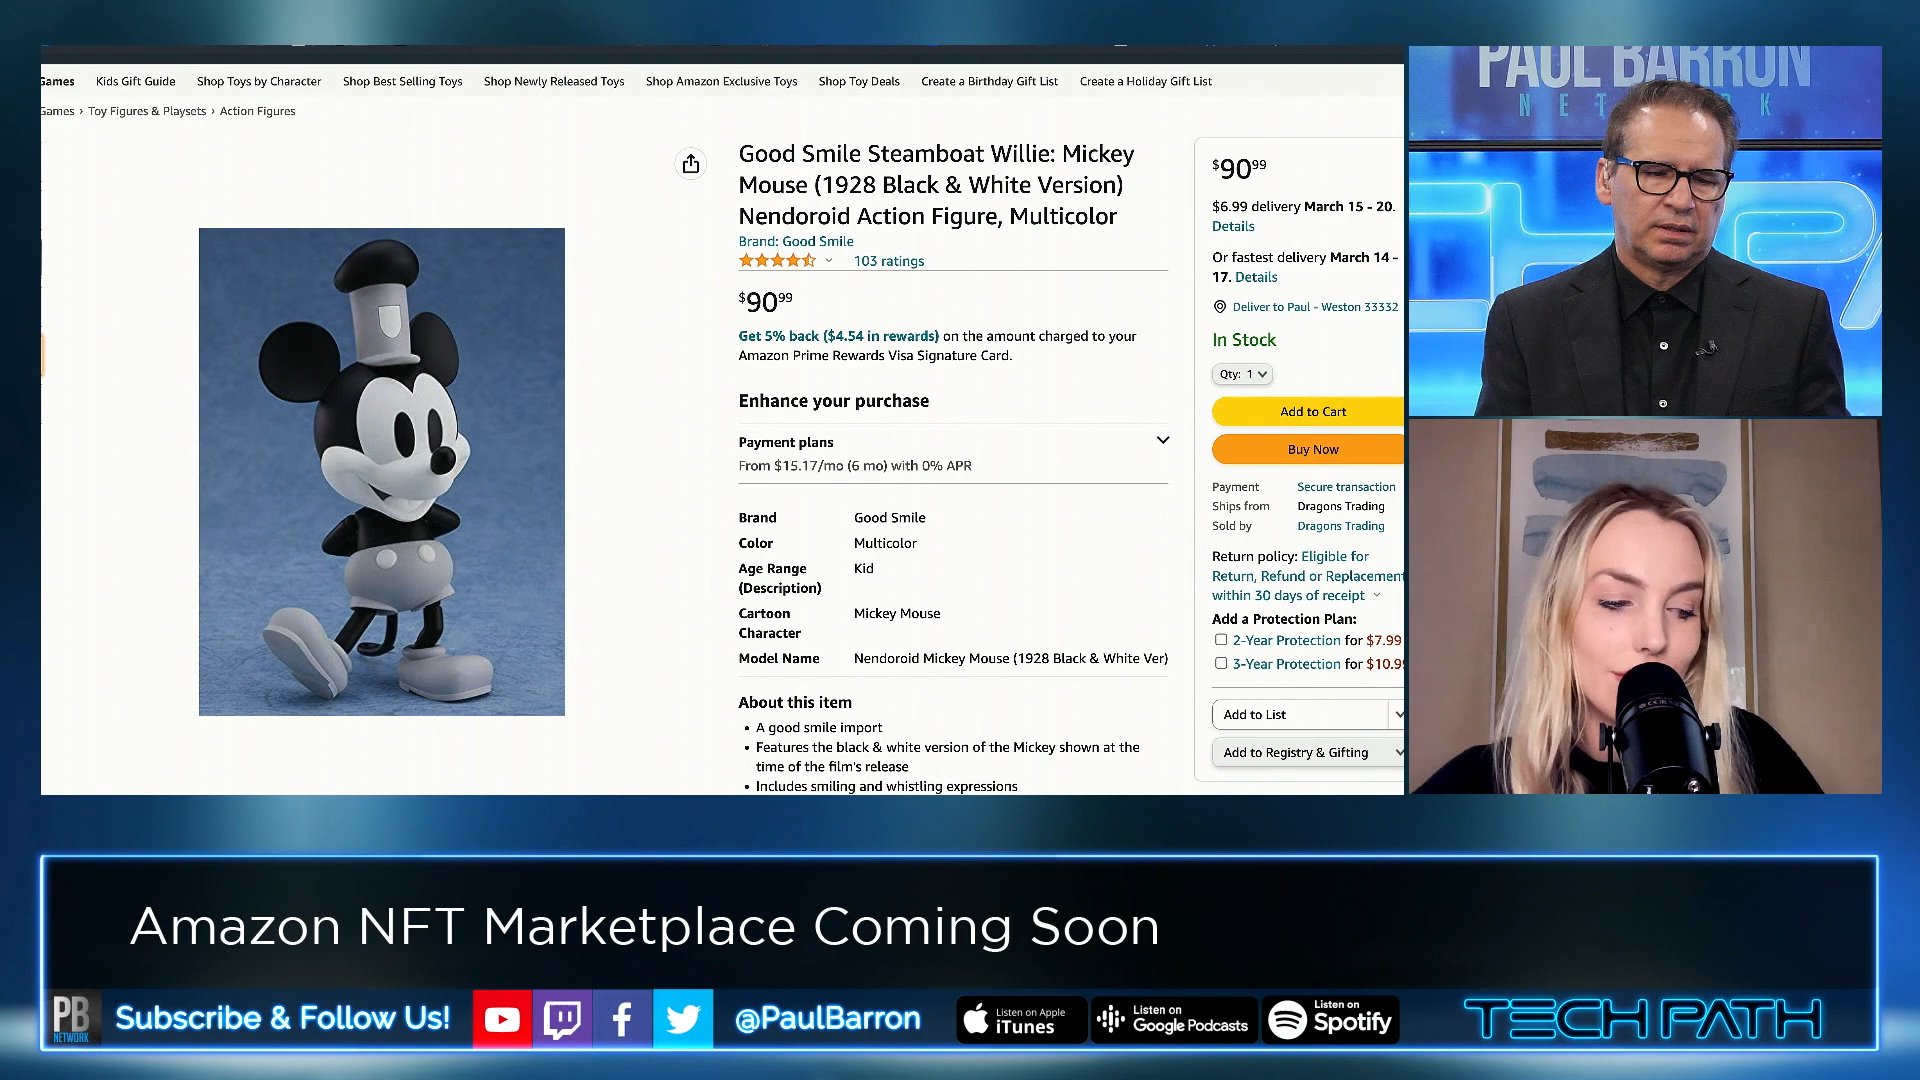 Games Kids Gift Guide Shop Toys by Character Shop Best Selling Toys Shop Newly Released Toys Shop Amazon Exclusive Toys Shop Toy Deals Create a Birthday Gift List Create a Holiday Gift List
Games › Toy Figures & Playsets › Action Figures
Good Smile Steamboat Willie: Mickey
Mouse (1928 Black & White Version)
Nendoroid Action Figure, Multicolor
Brand: Good Smile
103 ratings
$90 99
Get 5% back ($4.54 in rewards) on the amount charged to your
Amazon Prime Rewards Visa Signature Card.
Enhance your purchase
Payment plans
From $15.17/mo (6 mo) with 0% APR
Brand Good Smile
Color Multicolor
Age Range Kid
(Description)
Cartoon Mickey Mouse
Character
Model Name Nendoroid Mickey Mouse (1928 Black & White Ver)
About this item
• A good smile import
• Features the black & white version of the Mickey shown at the
time of the film's release
• Includes smiling and whistling expressions
$90 99
$6.99 delivery March 15 - 20.
Details
Or fastest delivery March 14 -
17. Details
Deliver to Paul - Weston 33332
In Stock
Qty: 1
Add to Cart
Buy Now
Payment Secure transaction
Ships from Dragons Trading
Sold by Dragons Trading
Return policy: Eligible for
Return, Refund or Replacement
within 30 days of receipt
Add a Protection Plan:
2-Year Protection for $7.99
3-Year Protection for $10.99
Add to List
Add to Registry & Gifting
PAUL BARRON
Amazon NFT Marketplace Coming Soon
PB
NETWORK
Subscribe & Follow Us!
@PaulBarron
Listen on Apple
iTunes
Listen on
Google Podcasts
Listen on
Spotify
TECH PATH